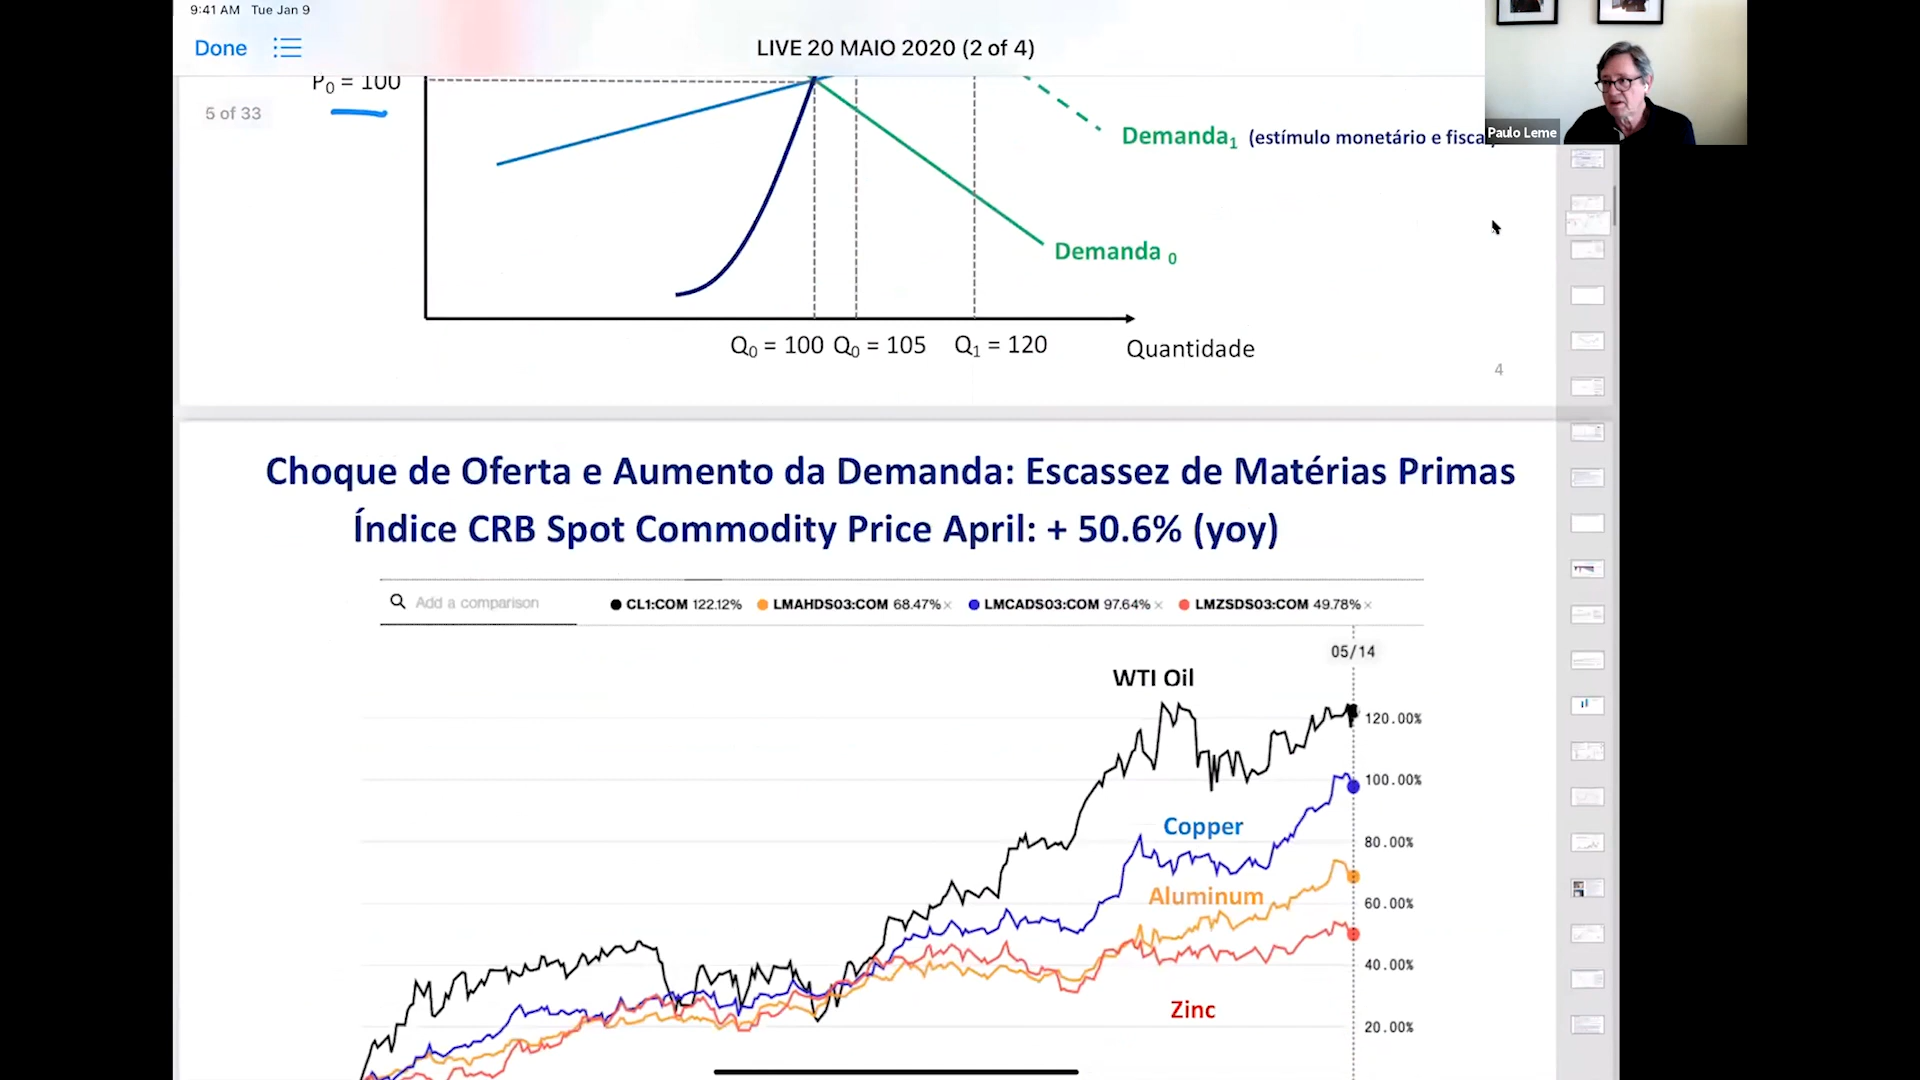 9:41 AM Tue Jan 9
Done
LIVE 20 MAIO 2020 (2 of 4)
P0 = 100
5 of 33
Demanda1 (estímulo monetário e fisca
Paulo Leme
Demanda 0
Q0 = 100 Q0 = 105 Q1 = 120
Quantidade
4
Choque de Oferta e Aumento da Demanda: Escassez de Matérias Primas
Índice CRB Spot Commodity Price April: + 50.6% (yoy)
Add a comparison
CL1:COM 122.12% LMAHDS03:COM 68.47% × LMCADS03:COM 97.64% × LMZSDS03:COM 49.78% ×
05/14
WTI Oil
120.00%
100.00%
Copper
80.00%
Aluminum
60.00%
40.00%
Zinc
20.00%